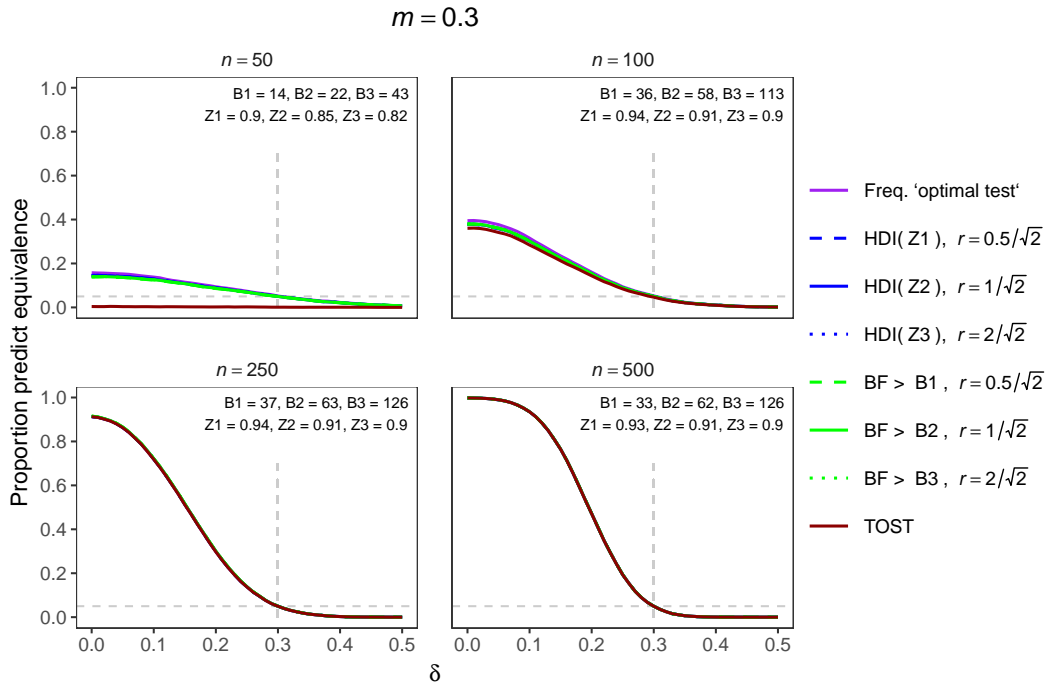 m = 0.3
n = 50
n = 100
B1 = 14, B2 = 22, B3 = 43
Z1 = 0.9, Z2 = 0.85, Z3 = 0.82
B1 = 36, B2 = 58, B3 = 113
Z1 = 0.94, Z2 = 0.91, Z3 = 0.9
1.0
0.8
0.6
0.4
0.2
0.0
n = 250
n = 500
B1 = 37, B2 = 63, B3 = 126
Z1 = 0.94, Z2 = 0.91, Z3 = 0.9
B1 = 33, B2 = 62, B3 = 126
Z1 = 0.93, Z2 = 0.91, Z3 = 0.9
1.0
0.8
0.6
0.4
0.2
0.0
0.0 0.1 0.2 0.3 0.4 0.5
0.0 0.1 0.2 0.3 0.4 0.5
δ
Proportion predict equivalence
Freq. ‘optimal test‘
HDI( Z1 ), r = 0.5/√2
HDI( Z2 ), r = 1/√2
HDI( Z3 ), r = 2/√2
BF > B1 , r = 0.5/√2
BF > B2 , r = 1/√2
BF > B3 , r = 2/√2
TOST